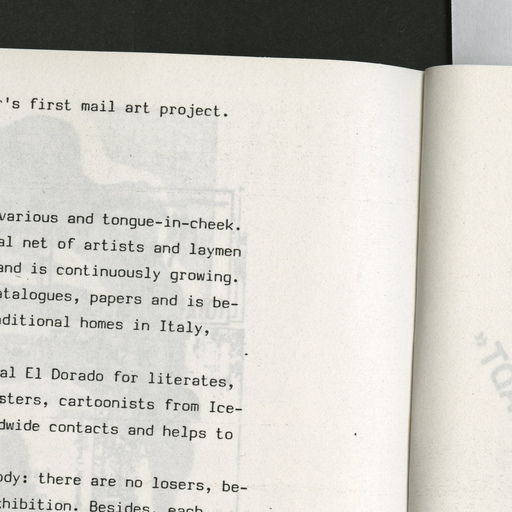 r's first mail art project.
various and tongue-in-cheek.
al net of artists and laymen
and is continuously growing.
atalogues, papers and is be-
aditional homes in Italy,
al El Dorado for literates,
sters, cartoonists from Ice-
dwide contacts and helps to
ody: there are no losers, be-
hibition. Besides, each